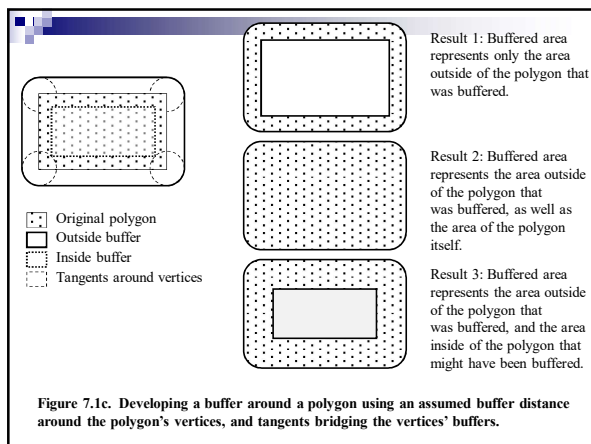 Result 1: Buffered area
represents only the area
outside of the polygon that
was buffered.
Original polygon
Outside buffer
Inside buffer
Tangents around vertices
Result 2: Buffered area
represents the area outside
of the polygon that
was buffered, as well as
the area of the polygon
itself.
Result 3: Buffered area
represents the area outside
of the polygon that
was buffered, and the area
inside of the polygon that
might have been buffered.
Figure 7.1c. Developing a buffer around a polygon using an assumed buffer distance
around the polygon's vertices, and tangents bridging the vertices' buffers.